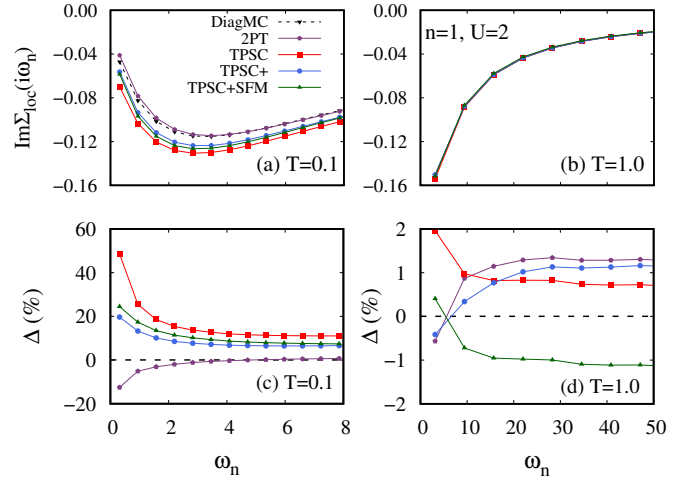 0.00
−0.04
−0.08
−0.12
−0.16
ImΣloc(iωn)
DiagMC
2PT
TPSC
TPSC+
TPSC+SFM
(a) T=0.1
0.00
−0.04
−0.08
−0.12
−0.16
n=1, U=2
(b) T=1.0
60
40
20
0
−20
Δ (%)
(c) T=0.1
0 2 4 6 8
ωn
2
1
0
−1
−2
Δ (%)
(d) T=1.0
0 10 20 30 40 50
ωn